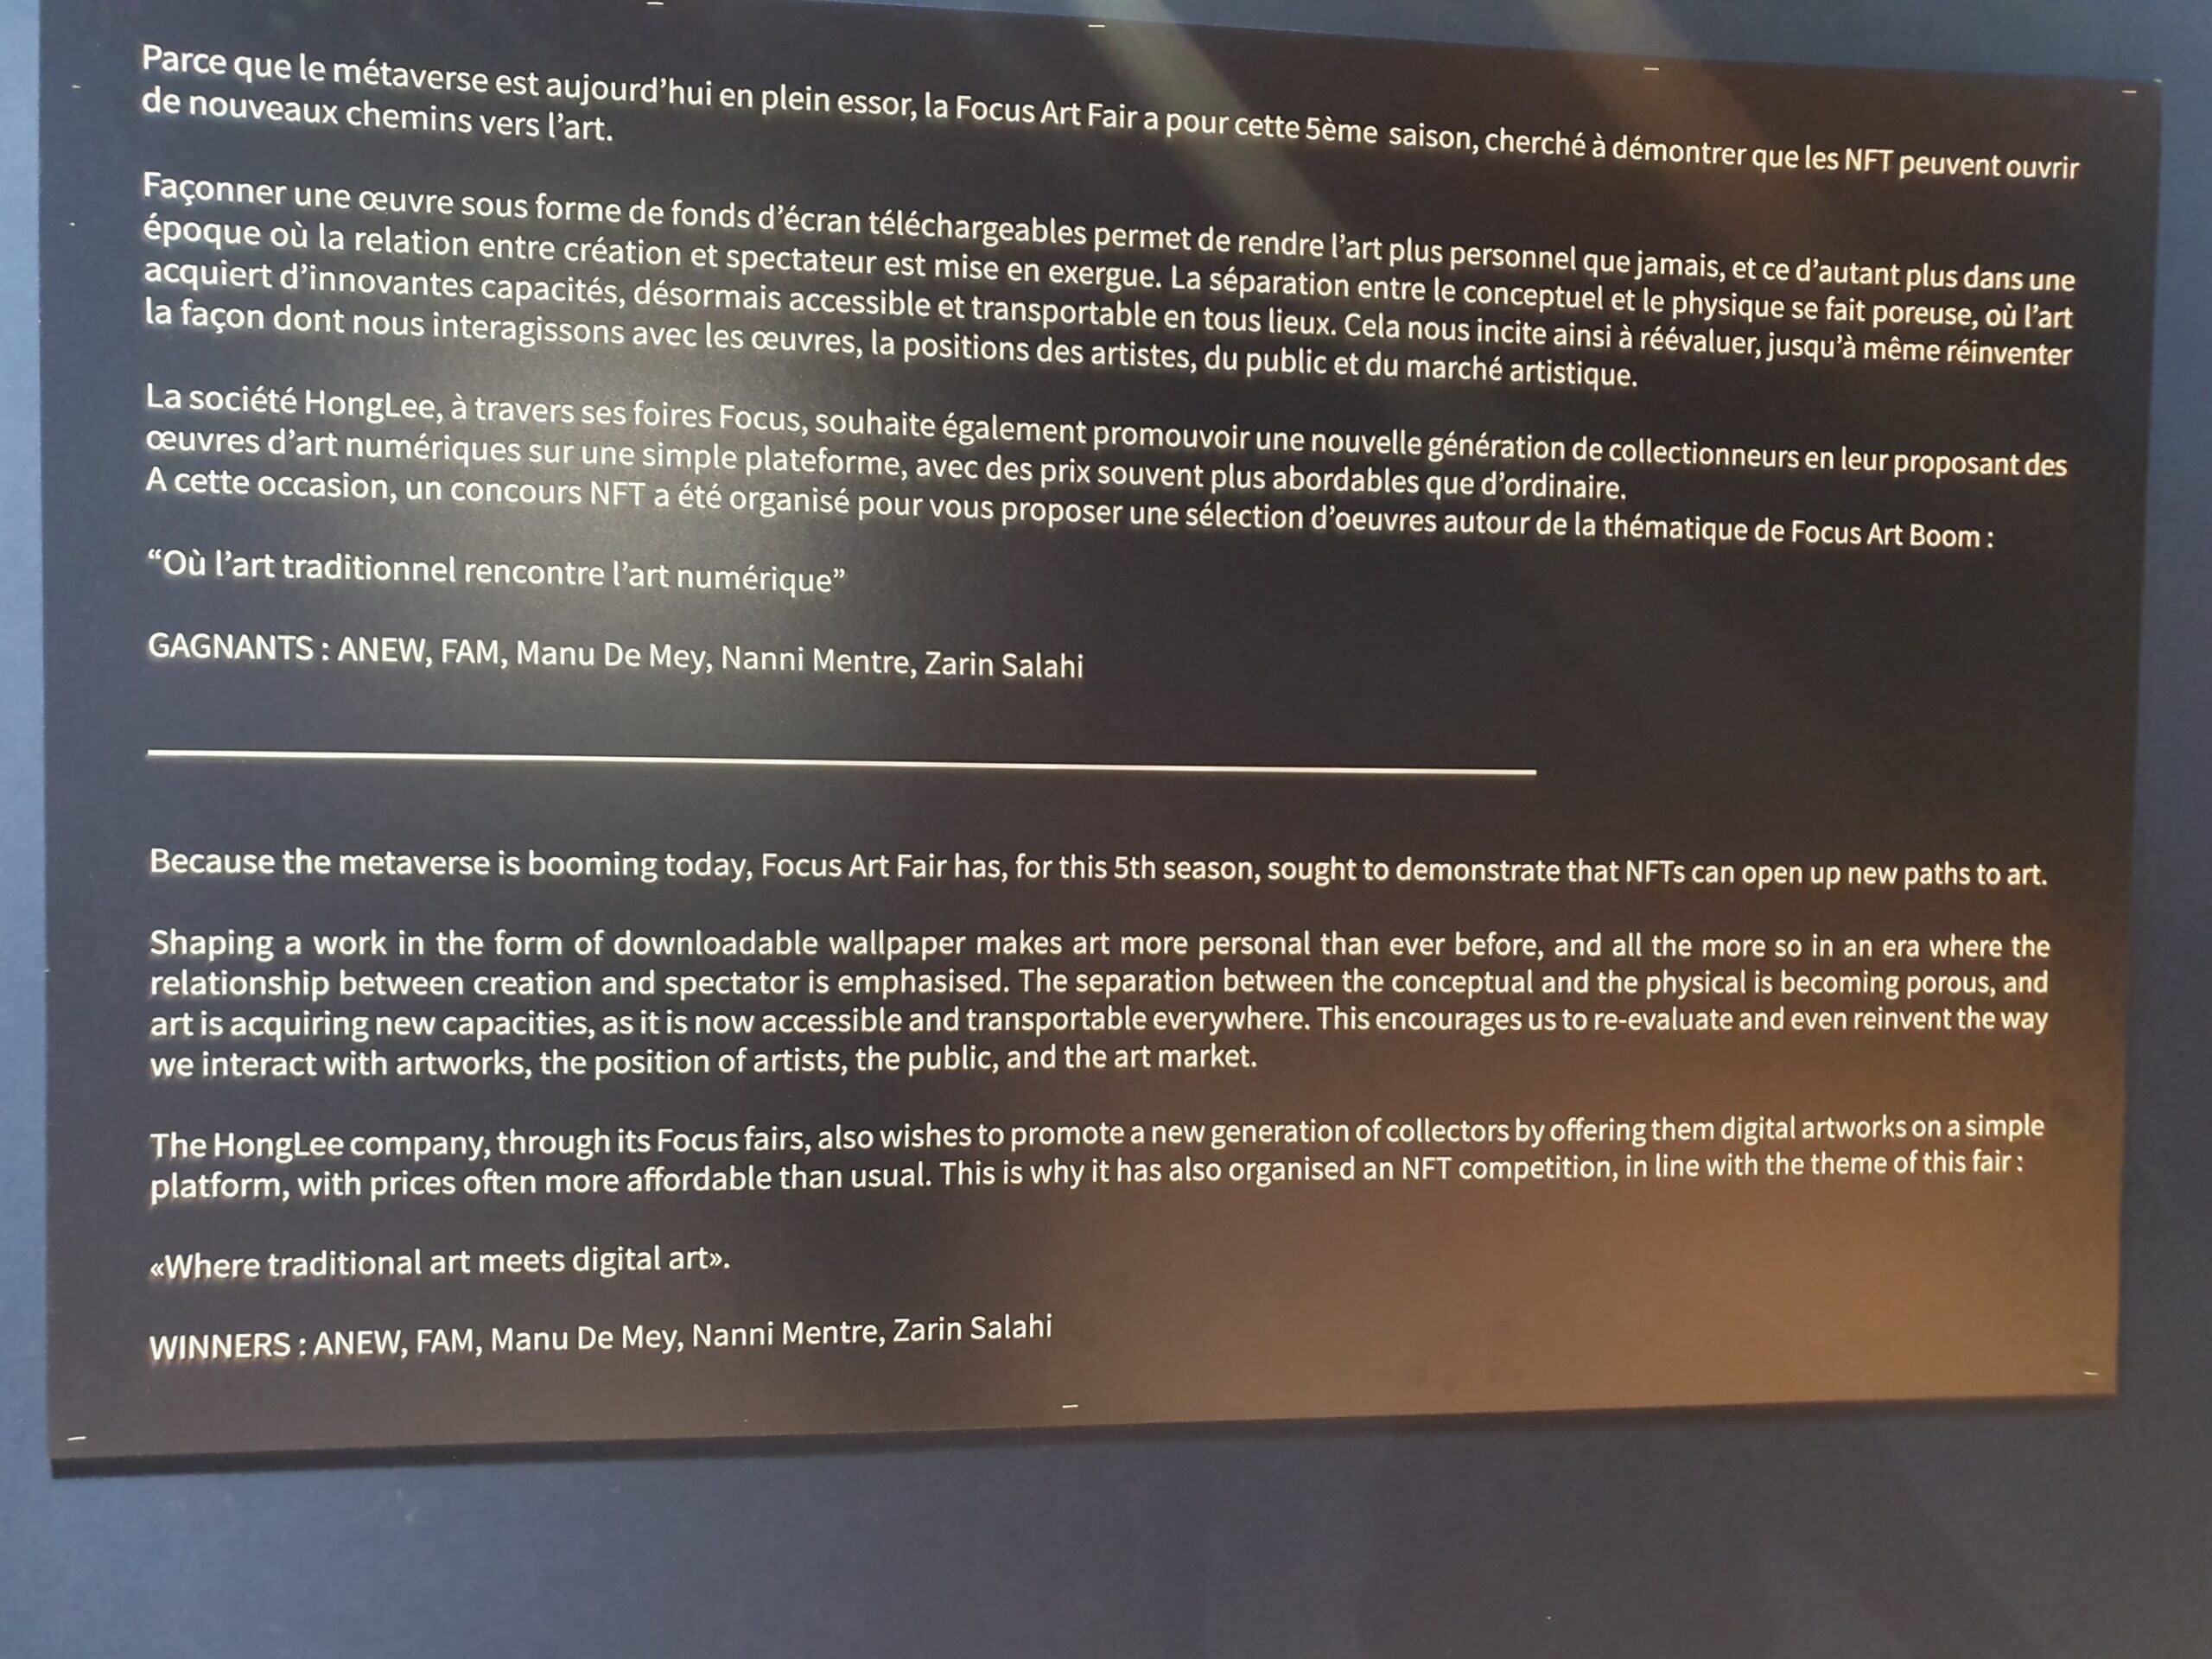 Parce que le métaverse est aujourd’hui en plein essor, la Focus Art Fair a pour cette 5ème saison, cherché à démontrer que les NFT peuvent ouvrir
de nouveaux chemins vers l’art.
Façonner une œuvre sous forme de fonds d’écran téléchargeables permet de rendre l’art plus personnel que jamais, et ce d’autant plus dans une
époque où la relation entre création et spectateur est mise en exergue. La séparation entre le conceptuel et le physique se fait poreuse, où l’art
acquiert d’innovantes capacités, désormais accessible et transportable en tous lieux. Cela nous incite ainsi à réévaluer, jusqu’à même réinventer
la façon dont nous interagissons avec les œuvres, la positions des artistes, du public et du marché artistique.
La société HongLee, à travers ses foires Focus, souhaite également promouvoir une nouvelle génération de collectionneurs en leur proposant des
œuvres d’art numériques sur une simple plateforme, avec des prix souvent plus abordables que d’ordinaire.
A cette occasion, un concours NFT a été organisé pour vous proposer une sélection d’oeuvres autour de la thématique de Focus Art Boom :
“Où l’art traditionnel rencontre l’art numérique”
GAGNANTS : ANEW, FAM, Manu De Mey, Nanni Mentre, Zarin Salahi
Because the metaverse is booming today, Focus Art Fair has, for this 5th season, sought to demonstrate that NFTs can open up new paths to art.
Shaping a work in the form of downloadable wallpaper makes art more personal than ever before, and all the more so in an era where the
relationship between creation and spectator is emphasised. The separation between the conceptual and the physical is becoming porous, and
art is acquiring new capacities, as it is now accessible and transportable everywhere. This encourages us to re-evaluate and even reinvent the way
we interact with artworks, the position of artists, the public, and the art market.
The HongLee company, through its Focus fairs, also wishes to promote a new generation of collectors by offering them digital artworks on a simple
platform, with prices often more affordable than usual. This is why it has also organised an NFT competition, in line with the theme of this fair :
«Where traditional art meets digital art».
WINNERS : ANEW, FAM, Manu De Mey, Nanni Mentre, Zarin Salahi